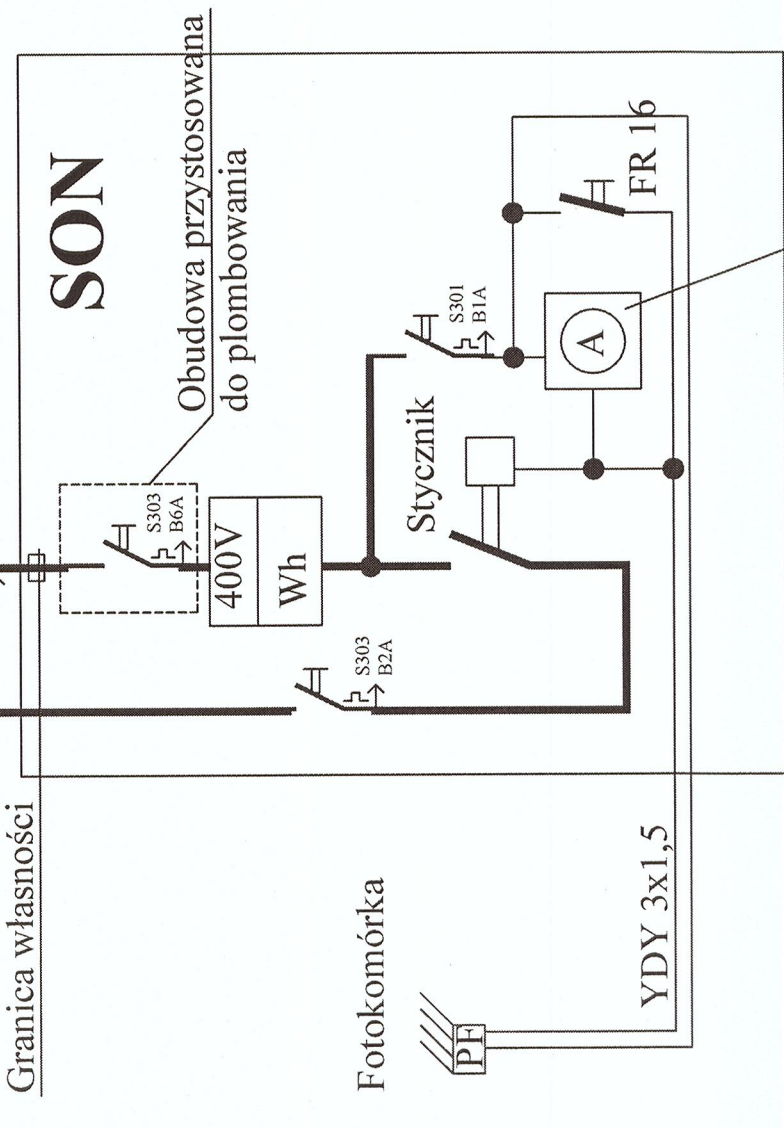 SON
Obudowa przystosowana
do plombowania
Granica własności
S303
B6A
400V
Wh
S303
B2A
Stycznik
S301
B1A
A
FR 16
Fotokomórka
PF
YDY 3x1,5